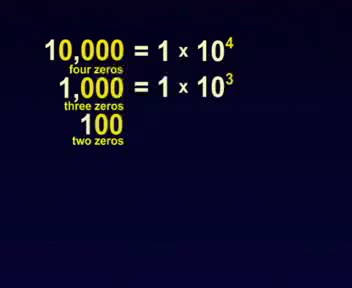 10,000 = 1 x 10⁴
four zeros
1,000 = 1 x 10³
three zeros
100
two zeros